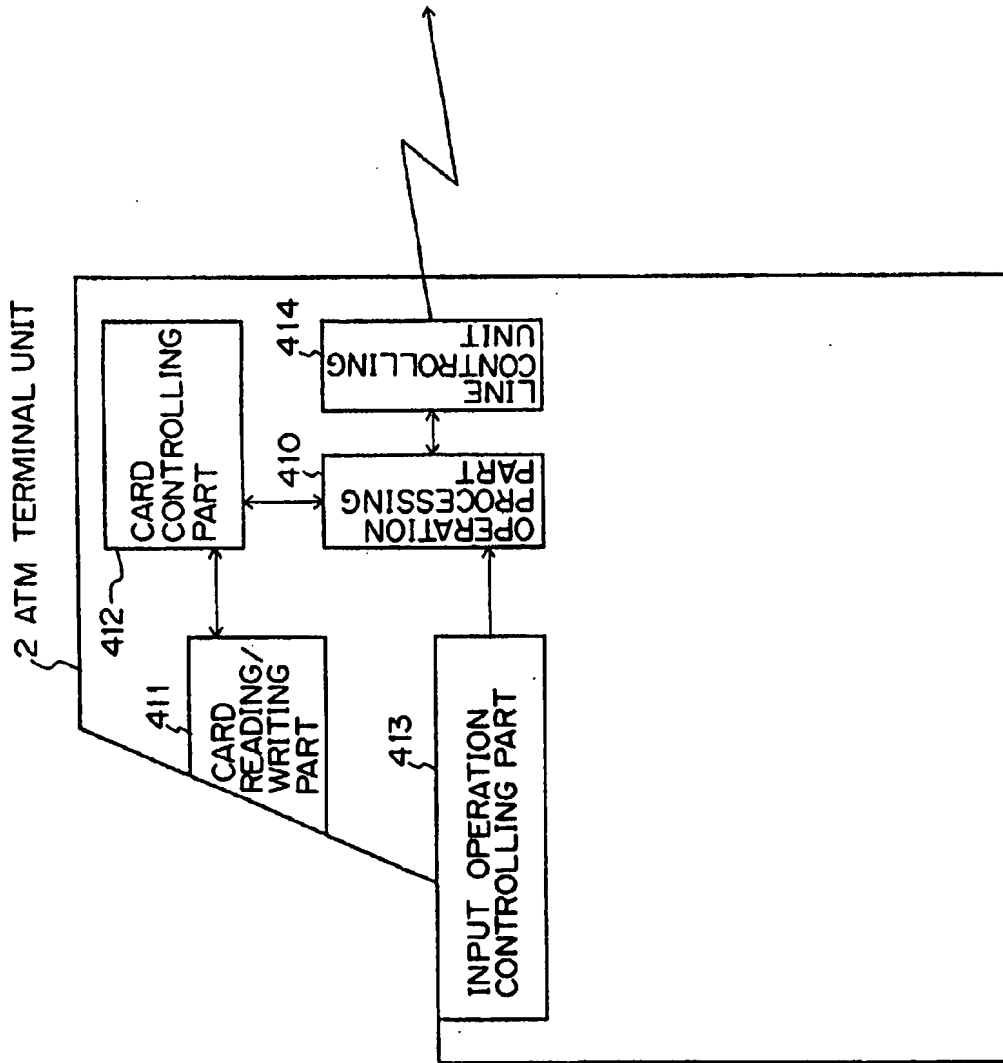 2 ATM TERMINAL UNIT
412
CARD
CONTROLLING
PART
411
CARD
READING/
WRITING
PART
414
LINE
CONTROLLING
UNIT
410
OPERATION
PROCESSING
PART
413
INPUT OPERATION
CONTROLLING PART